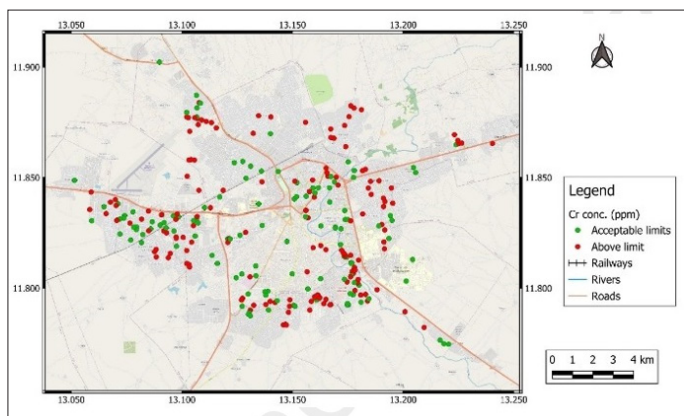 13.050 13.100 13.150 13.200 13.250
N
11.900 11.900
11.850 11.850
11.800 11.800
13.050 13.100 13.150 13.200 13.250
Legend
Cr conc. (ppm)
Acceptable limits
Above limit
Railways
Rivers
Roads
0 1 2 3 4 km